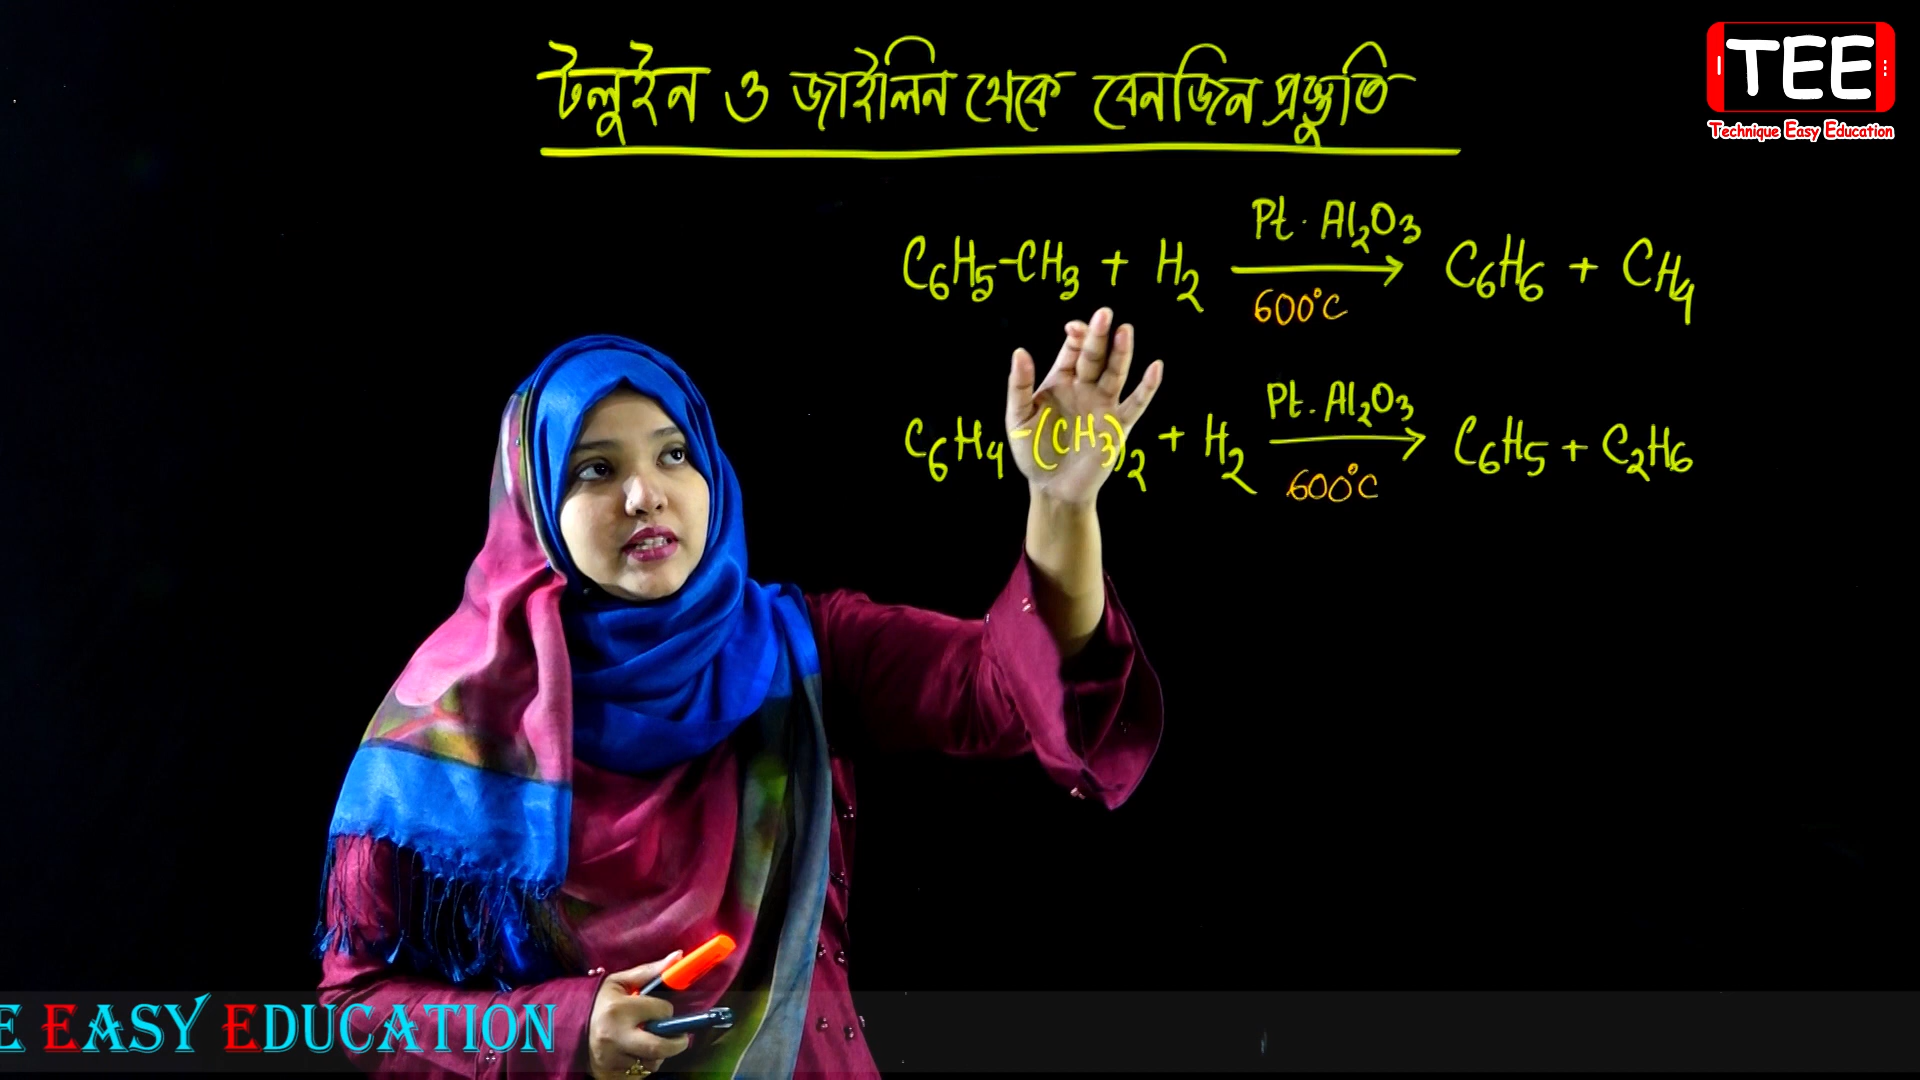 টলুইন ও জাইলিন থেকে বেনজিন প্রস্তুতি
TEE
Technique Easy Education
C₆H₅-CH₃ + H₂ —Pt·Al₂O₃, 600°C→ C₆H₆ + CH₄
C₆H₄-(CH₃)₂ + H₂ —Pt.Al₂O₃, 600°C→ C₆H₅ + C₂H₆
E EASY EDUCATION